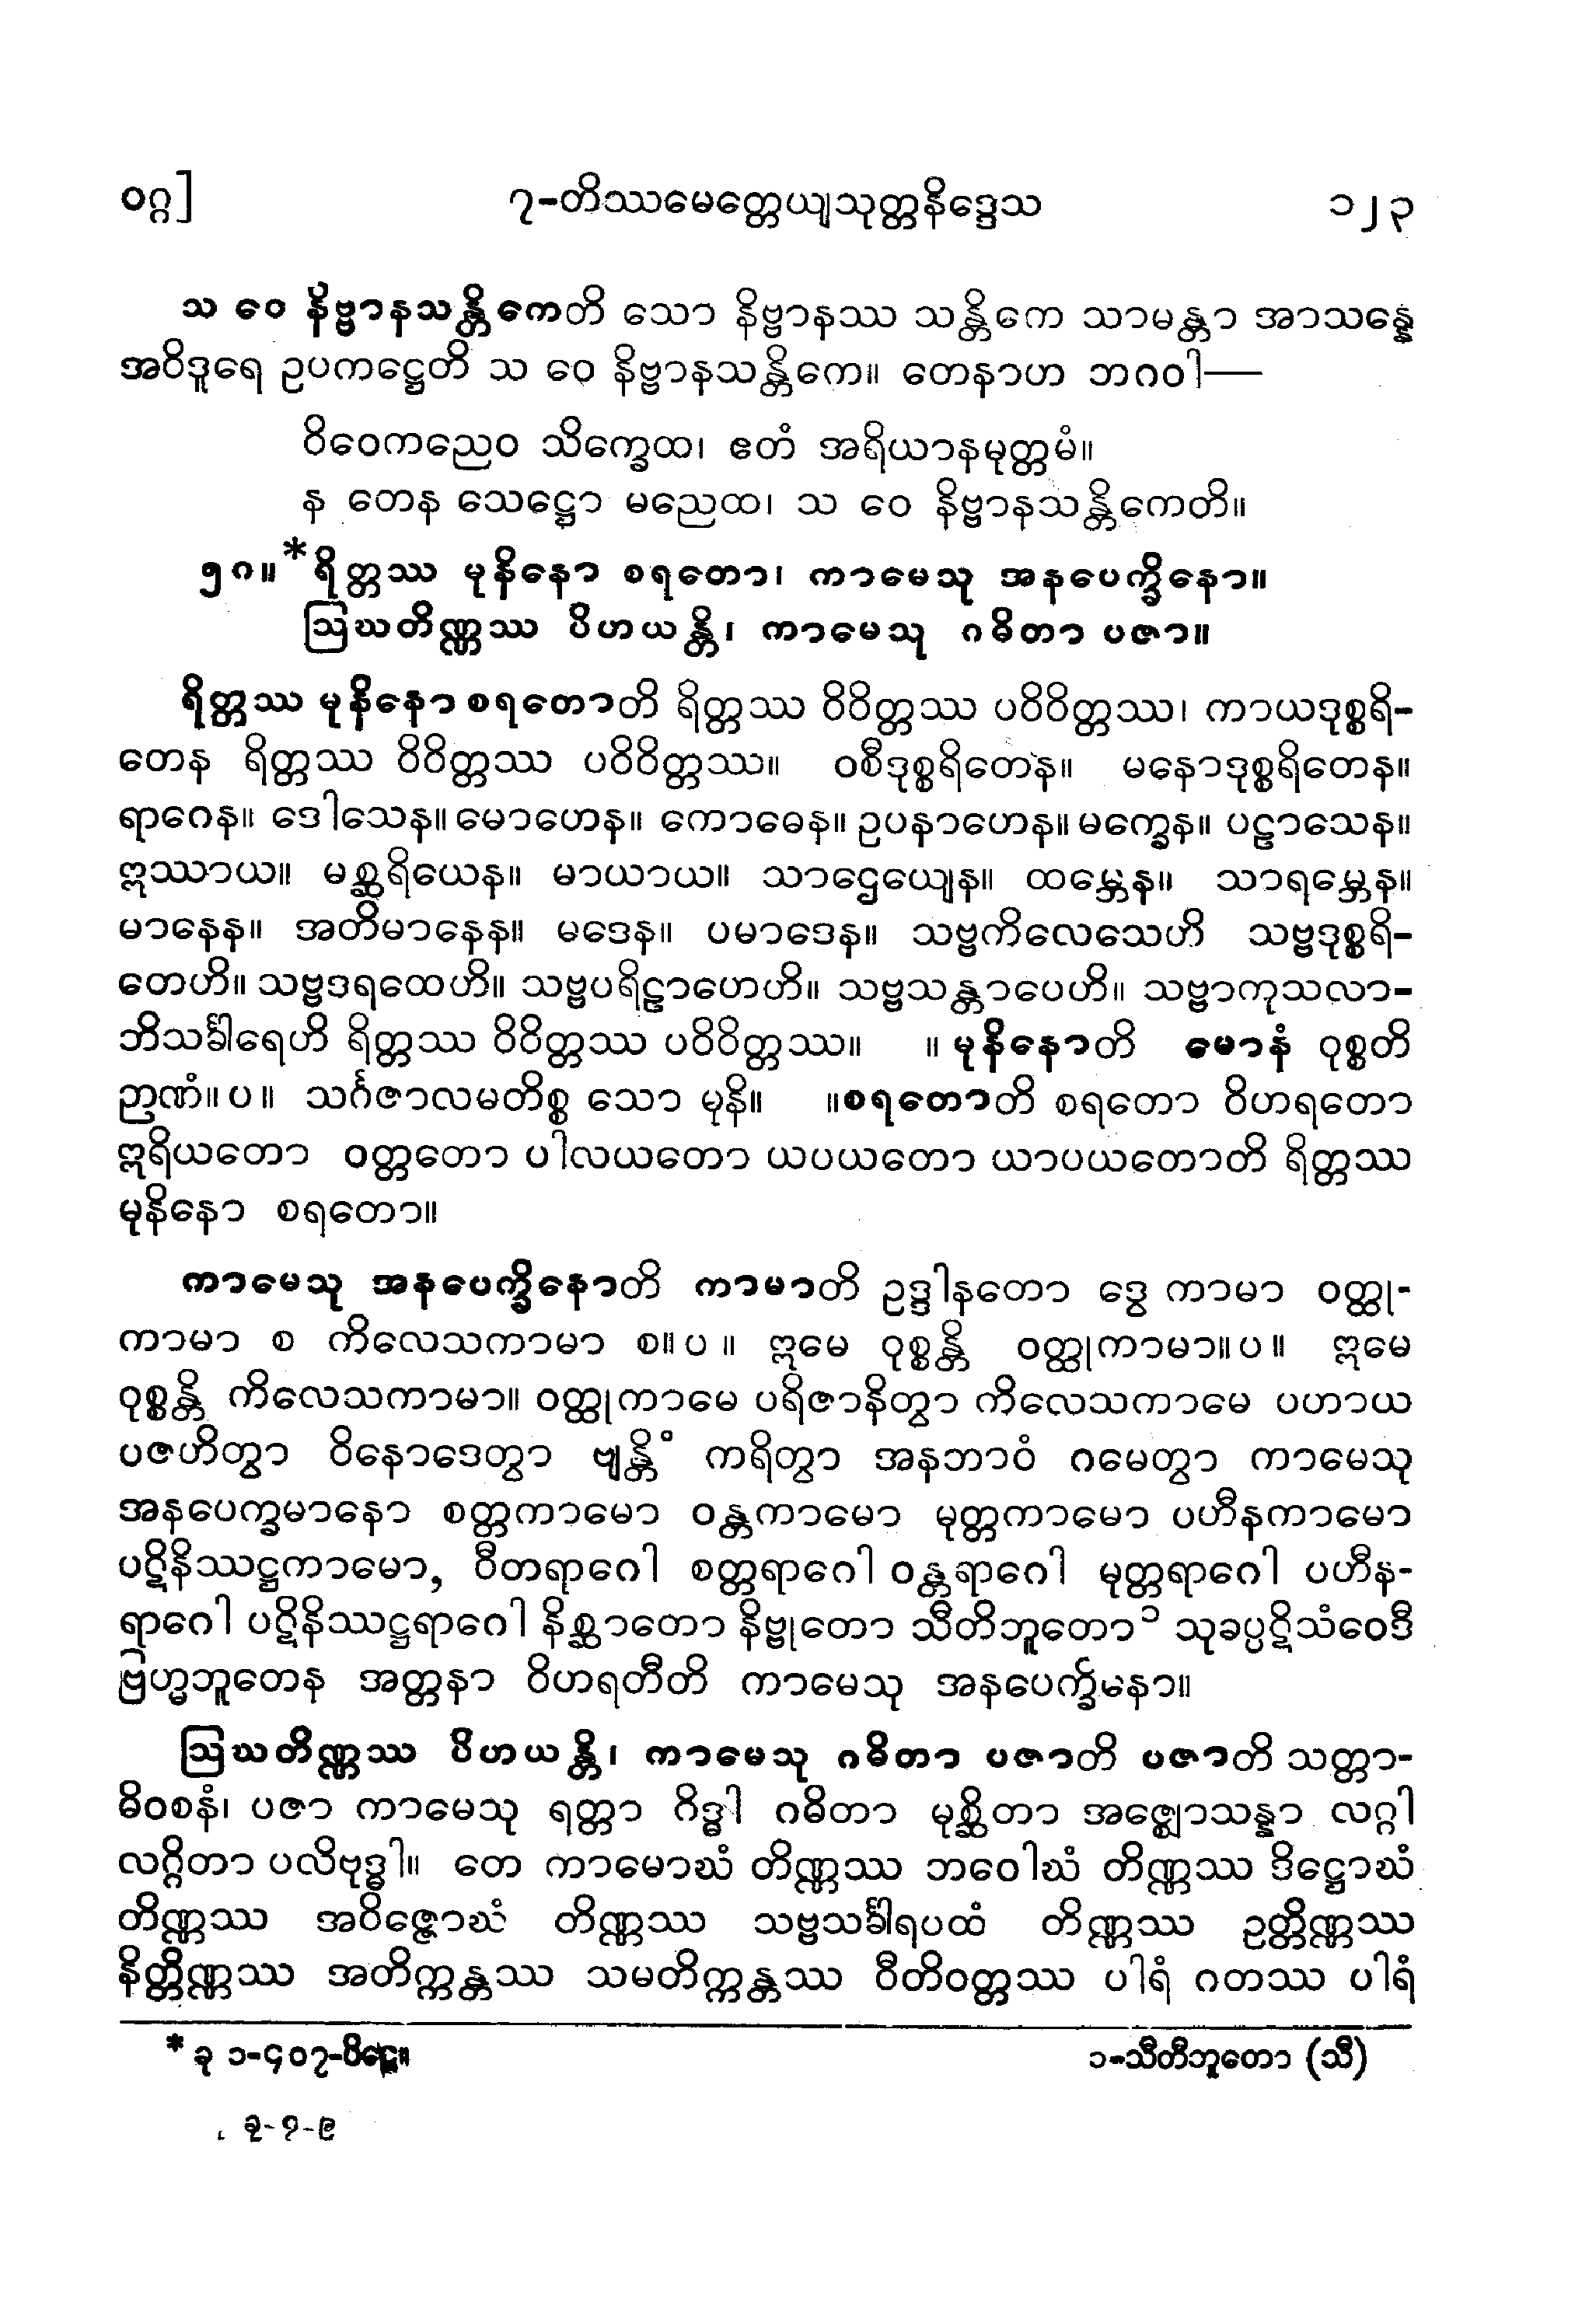 ဝဂ္ဂ]
၇-တိဿမေတ္တေယျသုတ္တနိဒ္ဒေသ
၁၂၃
သ ဝေ နိဗ္ဗာနသန္တိကေတိ သော နိဗ္ဗာနဿ သန္တိကေ သာမန္တာ အာသန္နေ
အဝိဒူရေ ဥပကဋ္ဌေတိ သ ဝေ နိဗ္ဗာနသန္တိကေ။ တေနာဟ ဘဂဝါ—
ဝိဝေကညေဝ သိက္ခေထ၊ ဧတံ အရိယာနမုတ္တမံ။
န တေန သေဋ္ဌော မညေထ၊ သ ဝေ နိဗ္ဗာနသန္တိကေတိ။
၅၈။ *ရိတ္တဿ မုနိနော စရတော၊ ကာမေသု အနပေက္ခိနော။
ဩဃတိဏ္ဏဿ ပိဟယန္တိ၊ ကာမေသု ဂဓိတာ ပဇာ။
ရိတ္တဿ မုနိနော စရတောတိ ရိတ္တဿ ဝိဝိတ္တဿ ပဝိဝိတ္တဿ၊ ကာယဒုစ္စရိ-
တေန ရိတ္တဿ ဝိဝိတ္တဿ ပဝိဝိတ္တဿ။ ဝစီဒုစ္စရိတေန။ မနောဒုစ္စရိတေန။
ရာဂေန။ ဒေါသေန။ မောဟေန။ ကောဓေန။ ဥပနာဟေန။ မက္ခေန။ ပဠာသေန။
ဣဿာယ။ မစ္ဆရိယေန။ မာယာယ။ သာဌေယျေန။ ထမ္ဘေန။ သာရမ္ဘေန။
မာနေန။ အတိမာနေန။ မဒေန။ ပမာဒေန။ သဗ္ဗကိလေသေဟိ သဗ္ဗဒုစ္စရိ-
တေဟိ။ သဗ္ဗဒရထေဟိ။ သဗ္ဗပရိဠာဟေဟိ။ သဗ္ဗသန္တာပေဟိ။ သဗ္ဗာကုသလာ-
ဘိသင်္ခါရေဟိ ရိတ္တဿ ဝိဝိတ္တဿ ပဝိဝိတ္တဿ။ ။ မုနိနောတိ မောနံ ဝုစ္စတိ
ဉာဏံ။ ပ။ သင်္ဂဇာလမတိစ္စ သော မုနိ။ ။စရတောတိ စရတော ဝိဟရတော
ဣရိယတော ဝတ္တတော ပါလယတော ယပယတော ယာပယတောတိ ရိတ္တဿ
မုနိနော စရတော။
ကာမေသု အနပေက္ခိနောတိ ကာမာတိ ဥဒ္ဒါနတော ဒွေ ကာမာ ဝတ္ထု-
ကာမာ စ ကိလေသကာမာ စ။ ပ ။ ဣမေ ဝုစ္စန္တိ ဝတ္ထုကာမာ။ပ။ ဣမေ
ဝုစ္စန္တိ ကိလေသကာမာ။ ဝတ္ထုကာမေ ပရိဇာနိတွာ ကိလေသကာမေ ပဟာယ
ပဇဟိတွာ ဝိနောဒေတွာ ဗျန္တိံ ကရိတွာ အနဘာဝံ ဂမေတွာ ကာမေသု
အနပေက္ခမာနော စတ္တကာမော ဝန္တကာမော မုတ္တကာမော ပဟီနကာမော
ပဋိနိဿဋ္ဌကာမော, ဝီတရာဂေါ စတ္တရာဂေါ ဝန္တရာဂေါ မုတ္တရာဂေါ ပဟီန-
ရာဂေါ ပဋိနိဿဋ္ဌရာဂေါ နိစ္ဆာတော နိဗ္ဗုတော သီတိဘူတော၁ သုခပ္ပဋိသံဝေဒီ
ဗြဟ္မဘူတေန အတ္တနာ ဝိဟရတီတိ ကာမေသု အနပေက္ခိနော။
ဩဃတိဏ္ဏဿ ပိဟယန္တိ၊ ကာမေသု ဂဓိတာ ပဇာတိ ပဇာတိ သတ္တာ-
ဓိဝစနံ၊ ပဇာ ကာမေသု ရတ္တာ ဂိဒ္ဓါ ဂဓိတာ မုစ္ဆိတာ အဇ္ဈောသန္နာ လဂ္ဂါ
လဂ္ဂိတာ ပလိဗုဒ္ဓါ။ တေ ကာမောဃံ တိဏ္ဏဿ ဘဝေါဃံ တိဏ္ဏဿ ဒိဋ္ဌောဃံ
တိဏ္ဏဿ အဝိဇ္ဇောဃံ တိဏ္ဏဿ သဗ္ဗသင်္ခါရပထံ တိဏ္ဏဿ ဥတ္တိဏ္ဏဿ
နိတ္တိဏ္ဏဿ အတိက္ကန္တဿ သမတိက္ကန္တဿ ဝီတိဝတ္တဿ ပါရံ ဂတဿ ပါရံ
* ခု ၁-၄၀၇-ပိဋ္ဌေ။
၁-သီတီဘူတော (သီ)
ခု-၇-၉